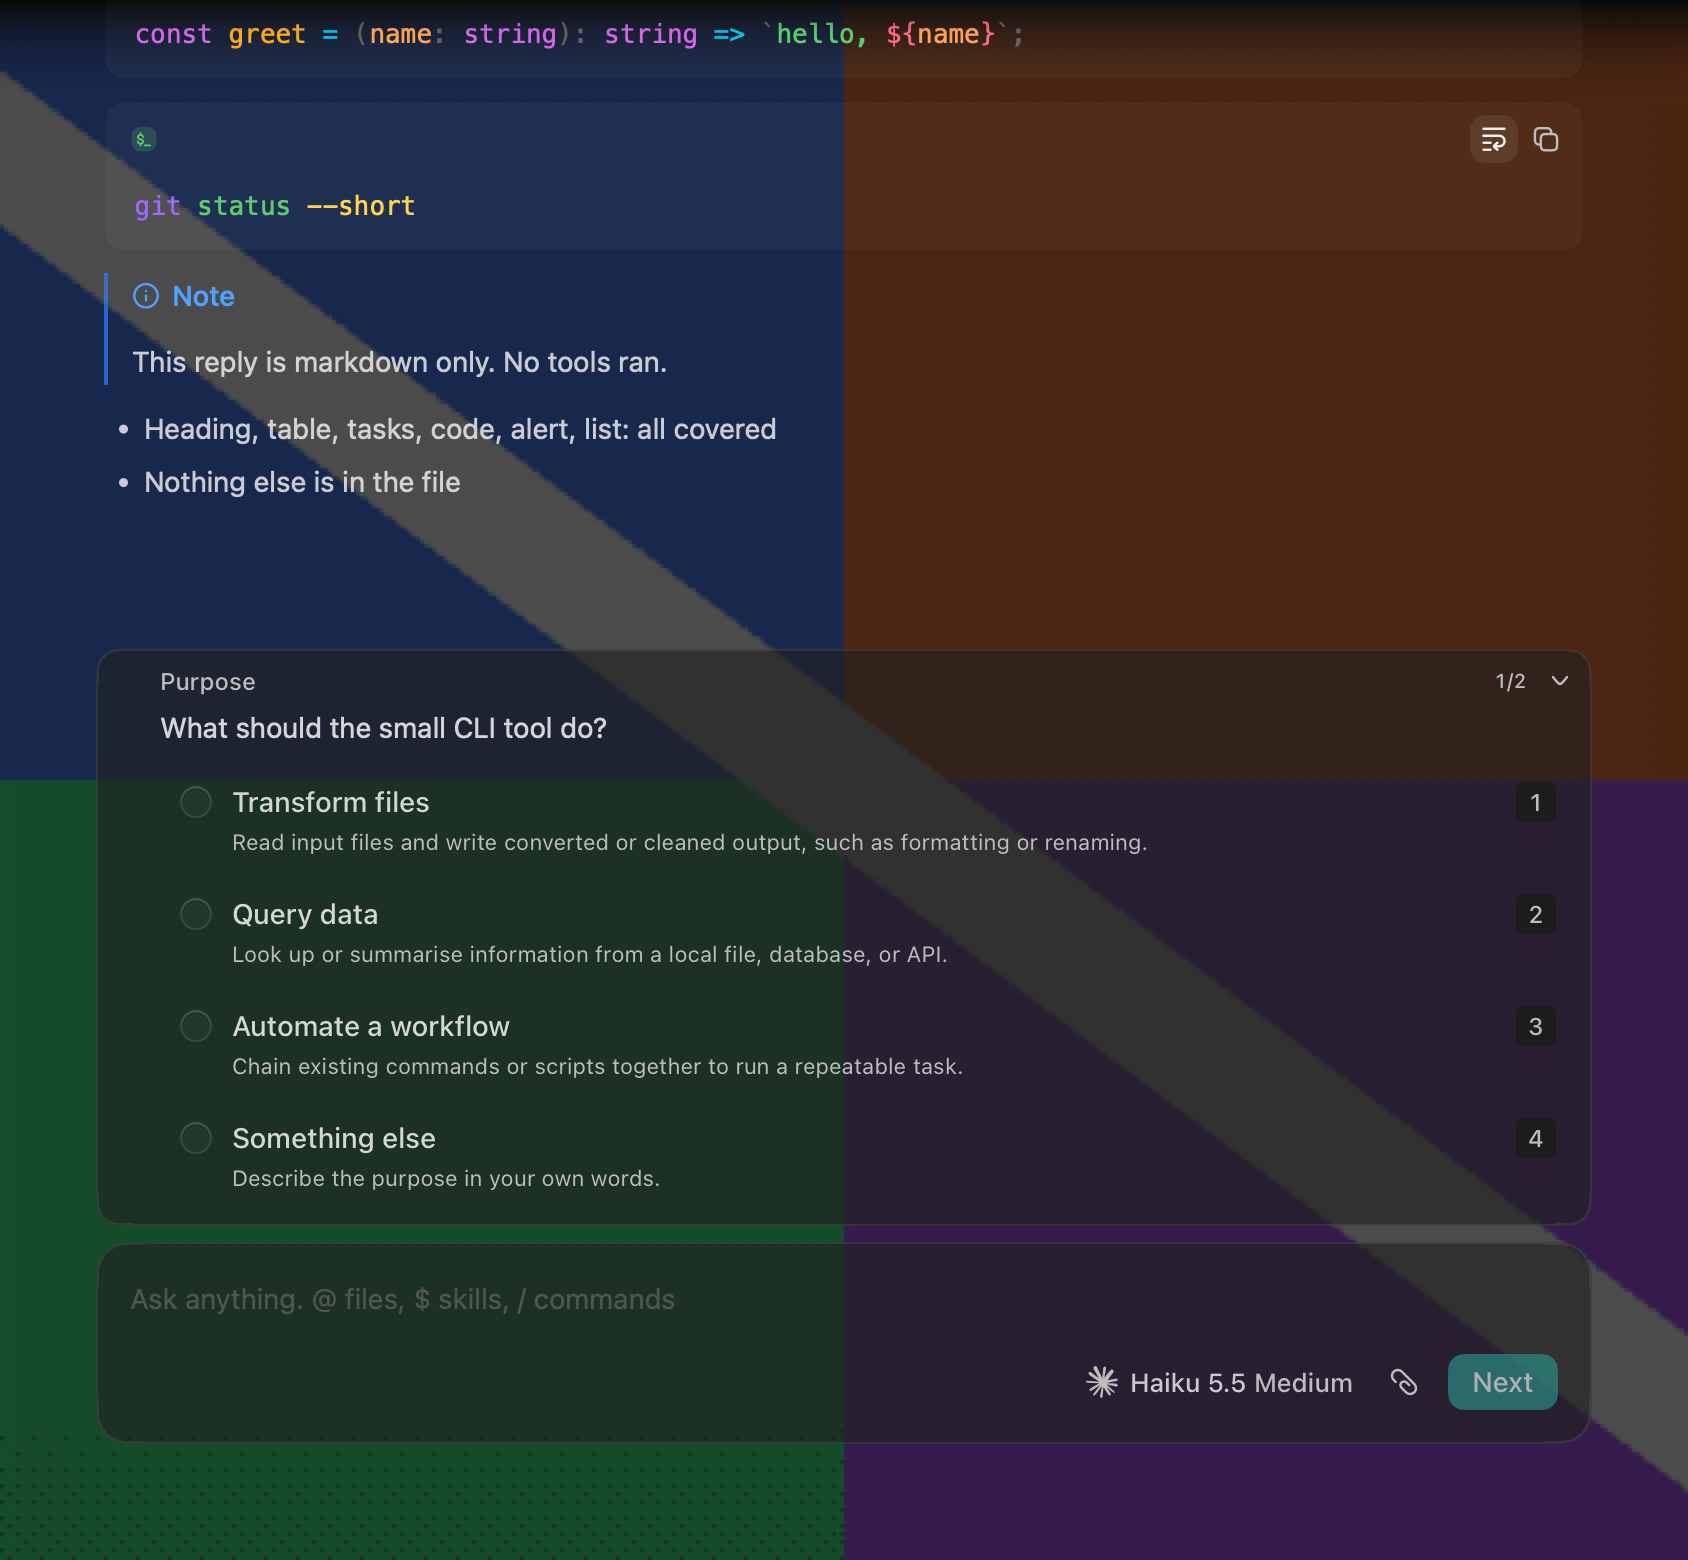 const greet = (name: string): string => `hello, ${name}`;
$_
git status --short
Note
This reply is markdown only. No tools ran.
• Heading, table, tasks, code, alert, list: all covered
• Nothing else is in the file
Purpose
1/2
What should the small CLI tool do?
Transform files
1
Read input files and write converted or cleaned output, such as formatting or renaming.
Query data
2
Look up or summarise information from a local file, database, or API.
Automate a workflow
3
Chain existing commands or scripts together to run a repeatable task.
Something else
4
Describe the purpose in your own words.
Ask anything. @ files, $ skills, / commands
Haiku 5.5 Medium
Next